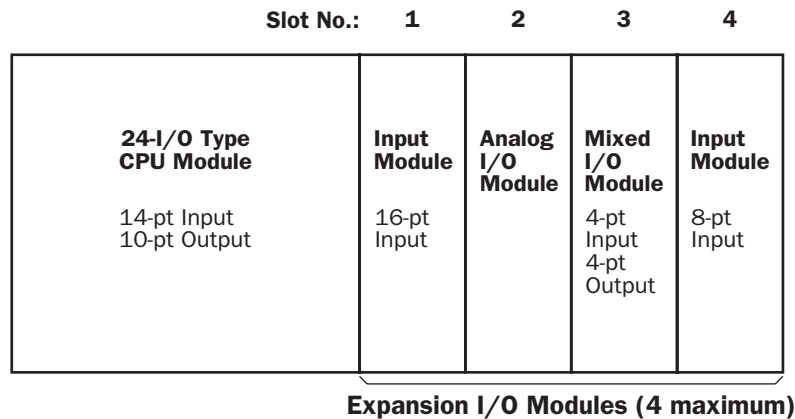 Slot No.: 1 2 3 4
24-I/O Type
CPU Module
14-pt Input
10-pt Output
Input
Module
16-pt
Input
Analog
I/O
Module
Mixed
I/O
Module
4-pt
Input
4-pt
Output
Input
Module
8-pt
Input
Expansion I/O Modules (4 maximum)